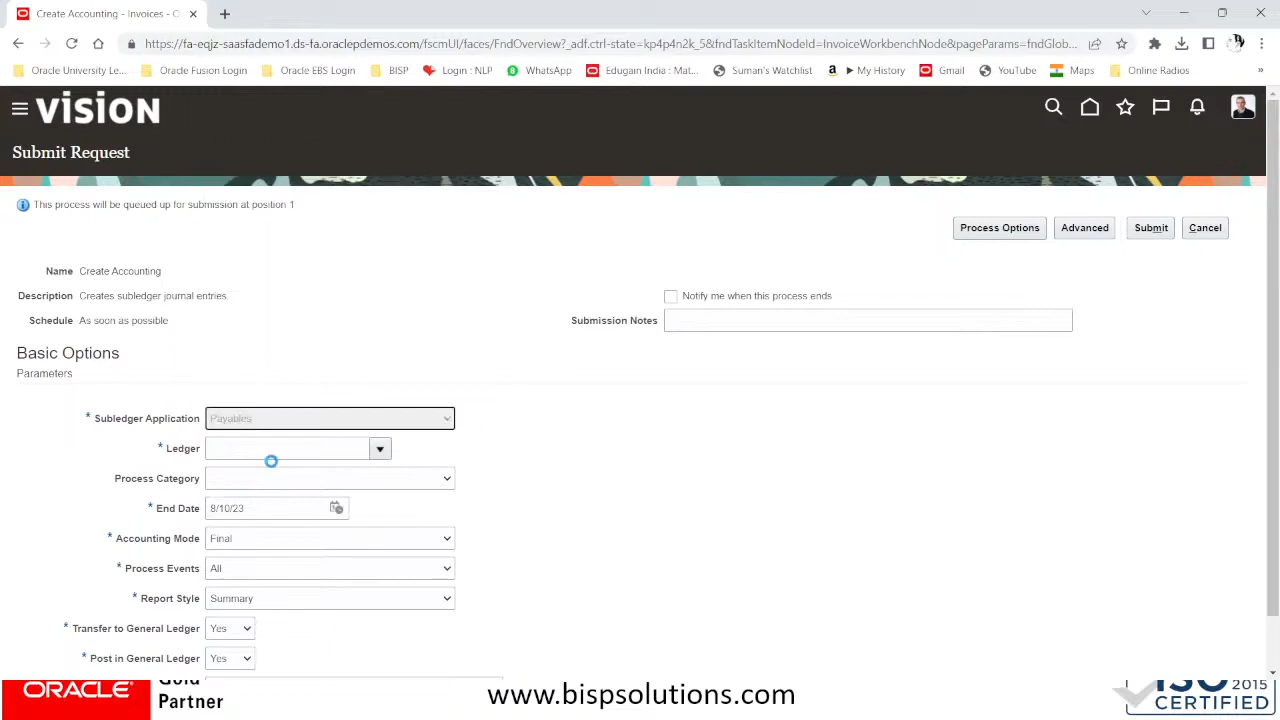 Create Accounting - Invoices - O
https://fa-eqjz-saasfademo1.ds-fa.oraclepdemos.com/fscmUI/faces/FndOverview?_adf.ctrl-state=kp4p4n2k_5&fndTaskItemNodeId=InvoiceWorkbenchNode&pageParams=fndGlob...
Oracle University Le... Oracle Fusion Login Oracle EBS Login BISP Login : NLP WhatsApp Edugain India : Mat... Suman's Watchlist My History Gmail YouTube Maps Online Radios »
VISION
Submit Request
This process will be queued up for submission at position 1
Process Options Advanced Submit Cancel
Name Create Accounting
Description Creates subledger journal entries.
Notify me when this process ends
Schedule As soon as possible
Submission Notes
Basic Options
Parameters
* Subledger Application Payables
* Ledger
Process Category
* End Date 8/10/23
* Accounting Mode Final
* Process Events All
* Report Style Summary
* Transfer to General Ledger Yes
* Post in General Ledger Yes
ORACLE Gold Partner
www.bispsolutions.com
ISO 2015 CERTIFIED